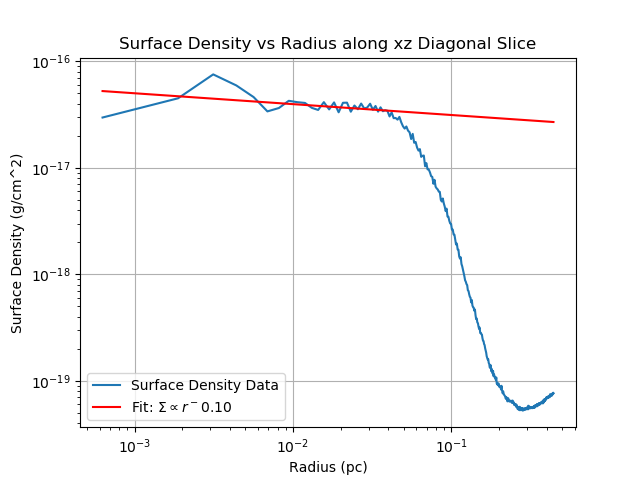 Surface Density vs Radius along xz Diagonal Slice
Surface Density (g/cm^2)
10⁻¹⁶
10⁻¹⁷
10⁻¹⁸
10⁻¹⁹
Surface Density Data
Fit: Σ ∝ r⁻0.10
10⁻³
10⁻²
10⁻¹
Radius (pc)